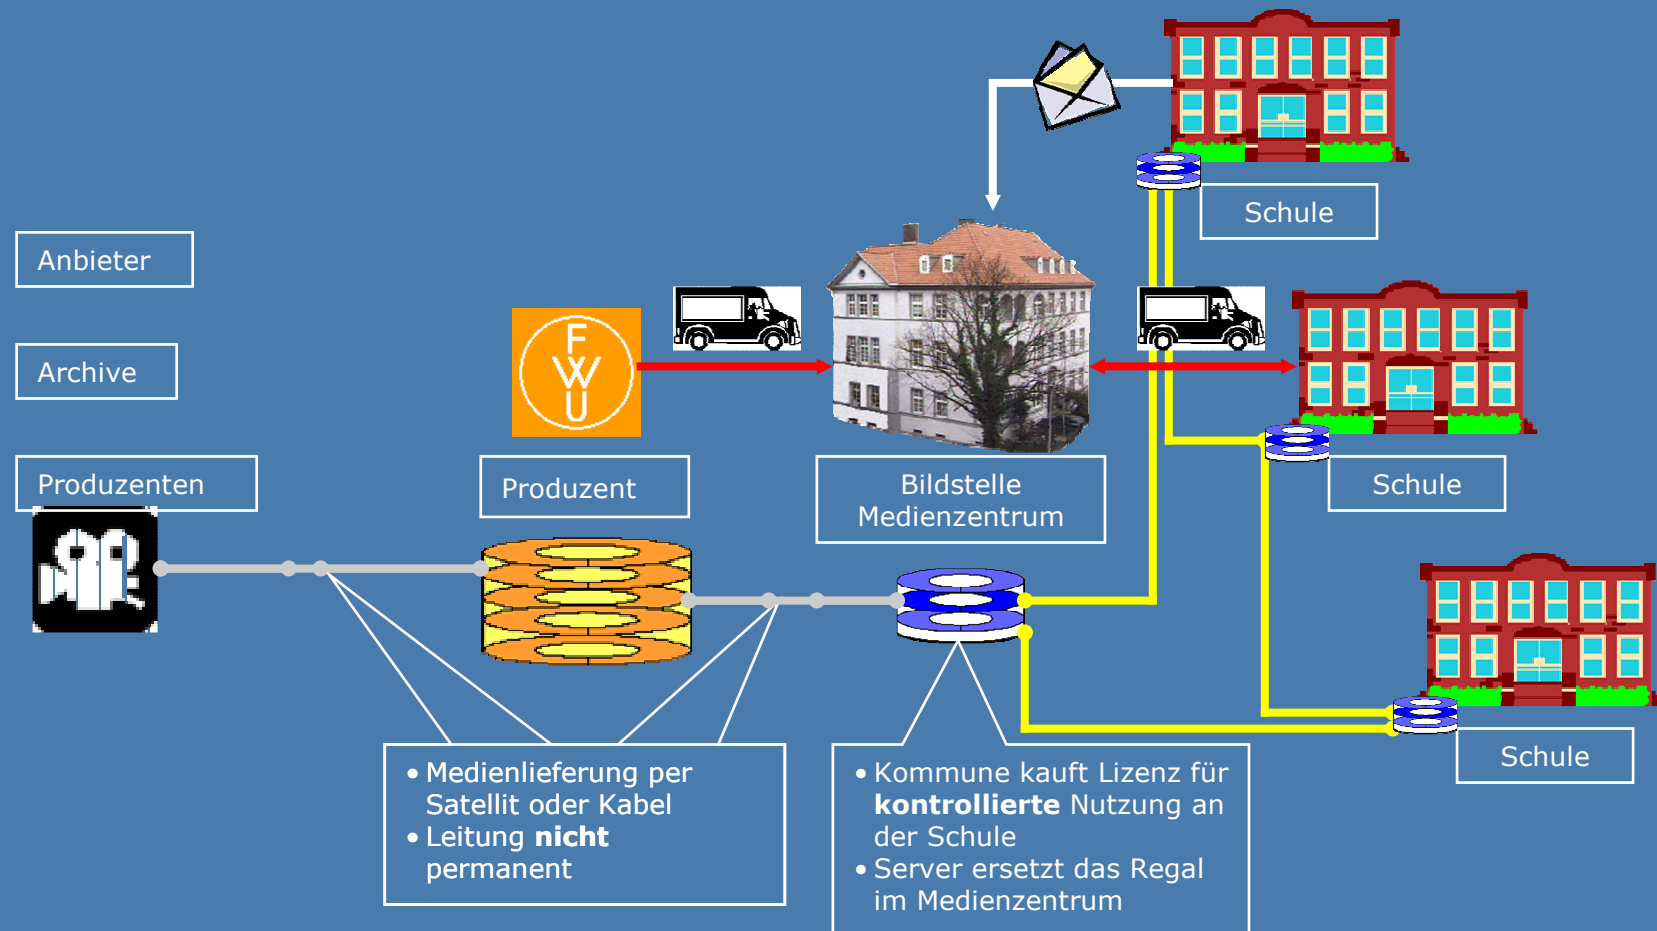 Schule
Anbieter
Archive
FWU
Produzenten
Produzent
Bildstelle
Medienzentrum
Schule
Schule
• Medienlieferung per
Satellit oder Kabel
• Leitung nicht
permanent
• Kommune kauft Lizenz für
kontrollierte Nutzung an
der Schule
• Server ersetzt das Regal
im Medienzentrum